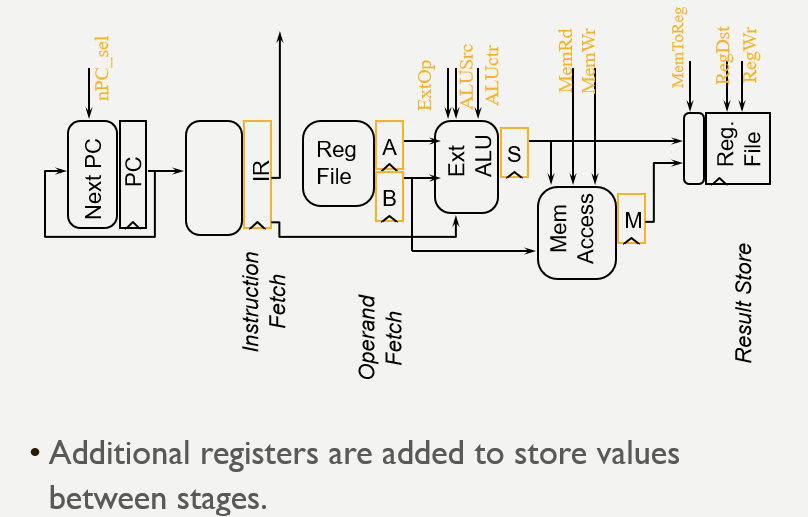 nPC_sel
Next PC
PC
IR
Instruction
Fetch
Reg
File
A
B
Operand
Fetch
ExtOp
ALUSrc
ALUctr
Ext
ALU
S
MemRd
MemWr
Mem
Access
M
MemToReg
RegDst
RegWr
Reg.
File
Result Store
• Additional registers are added to store values
between stages.